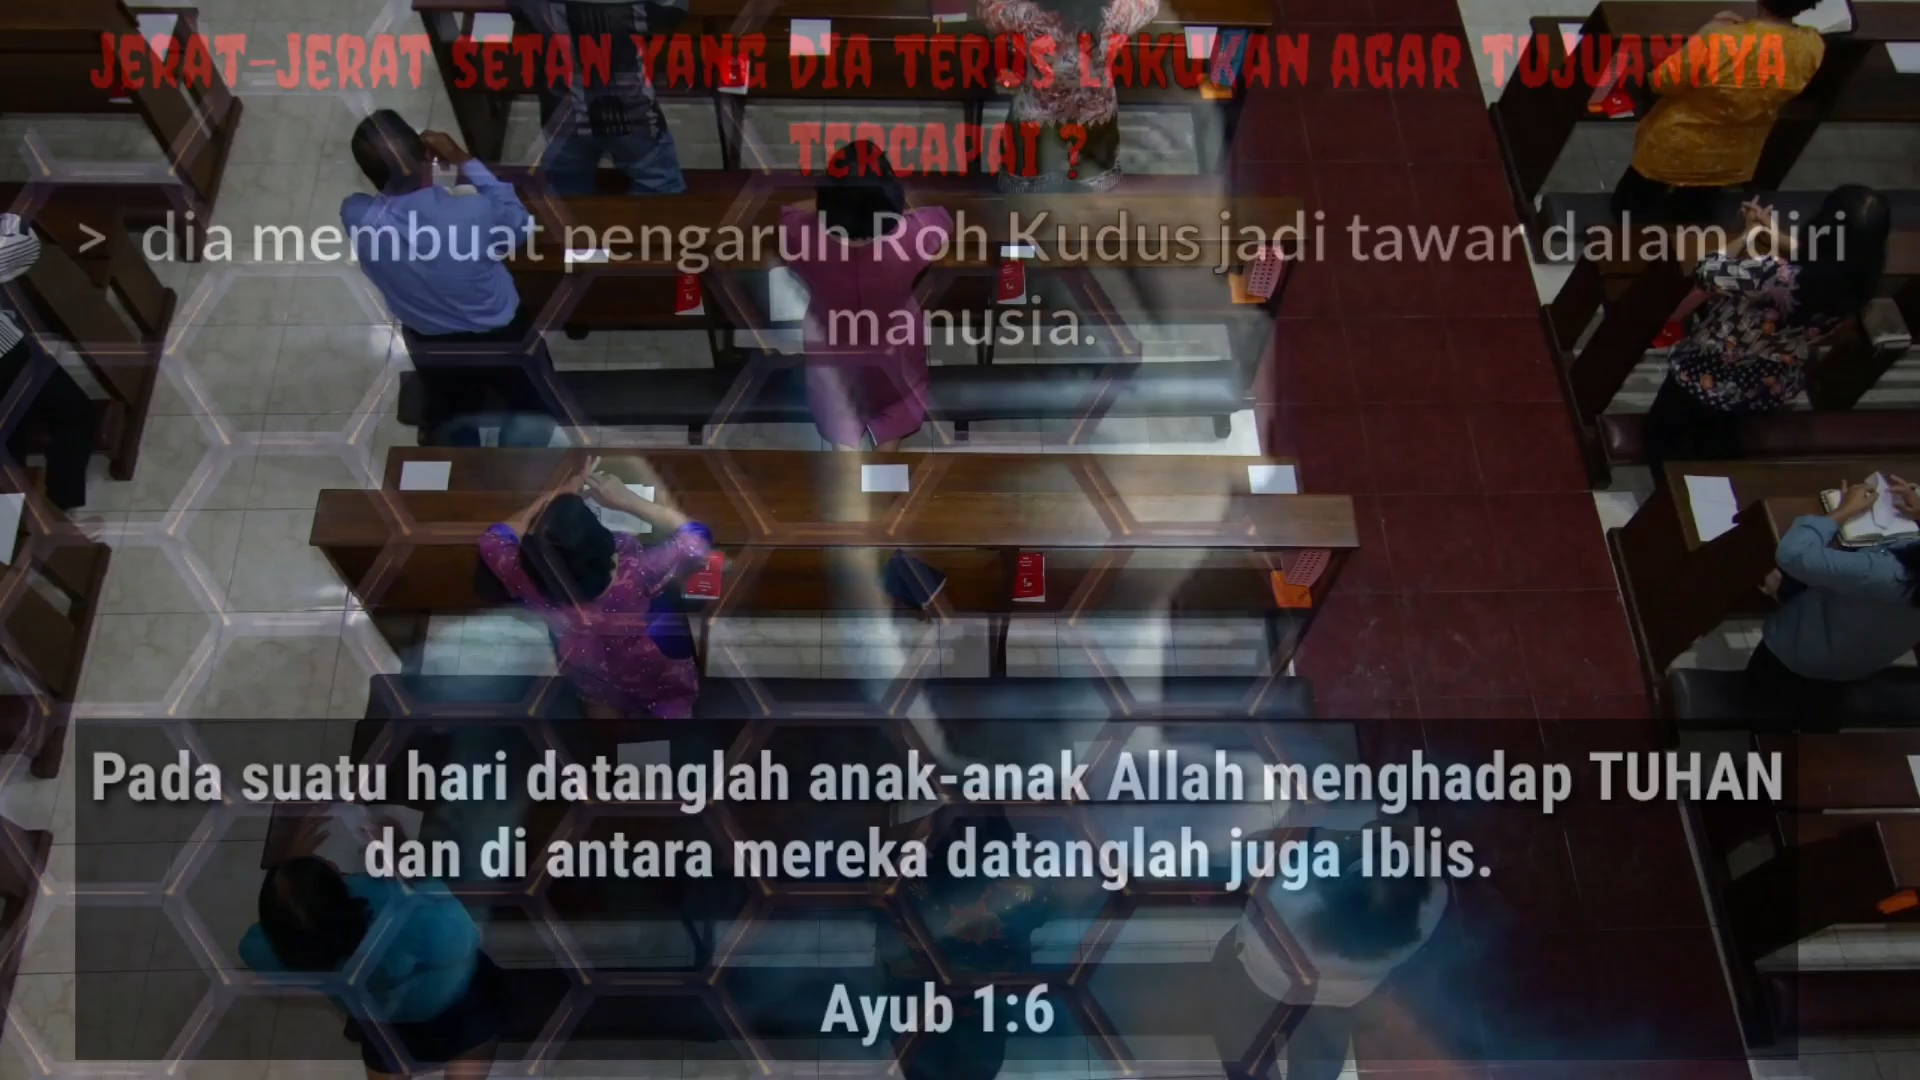 JERAT-JERAT SETAN YANG DIA TERUS LAKUKAN AGAR TUJUANNYA
TERCAPAI ?
> dia membuat pengaruh Roh Kudus jadi tawar dalam diri
manusia.
Pada suatu hari datanglah anak-anak Allah menghadap TUHAN
dan di antara mereka datanglah juga Iblis.
Ayub 1:6